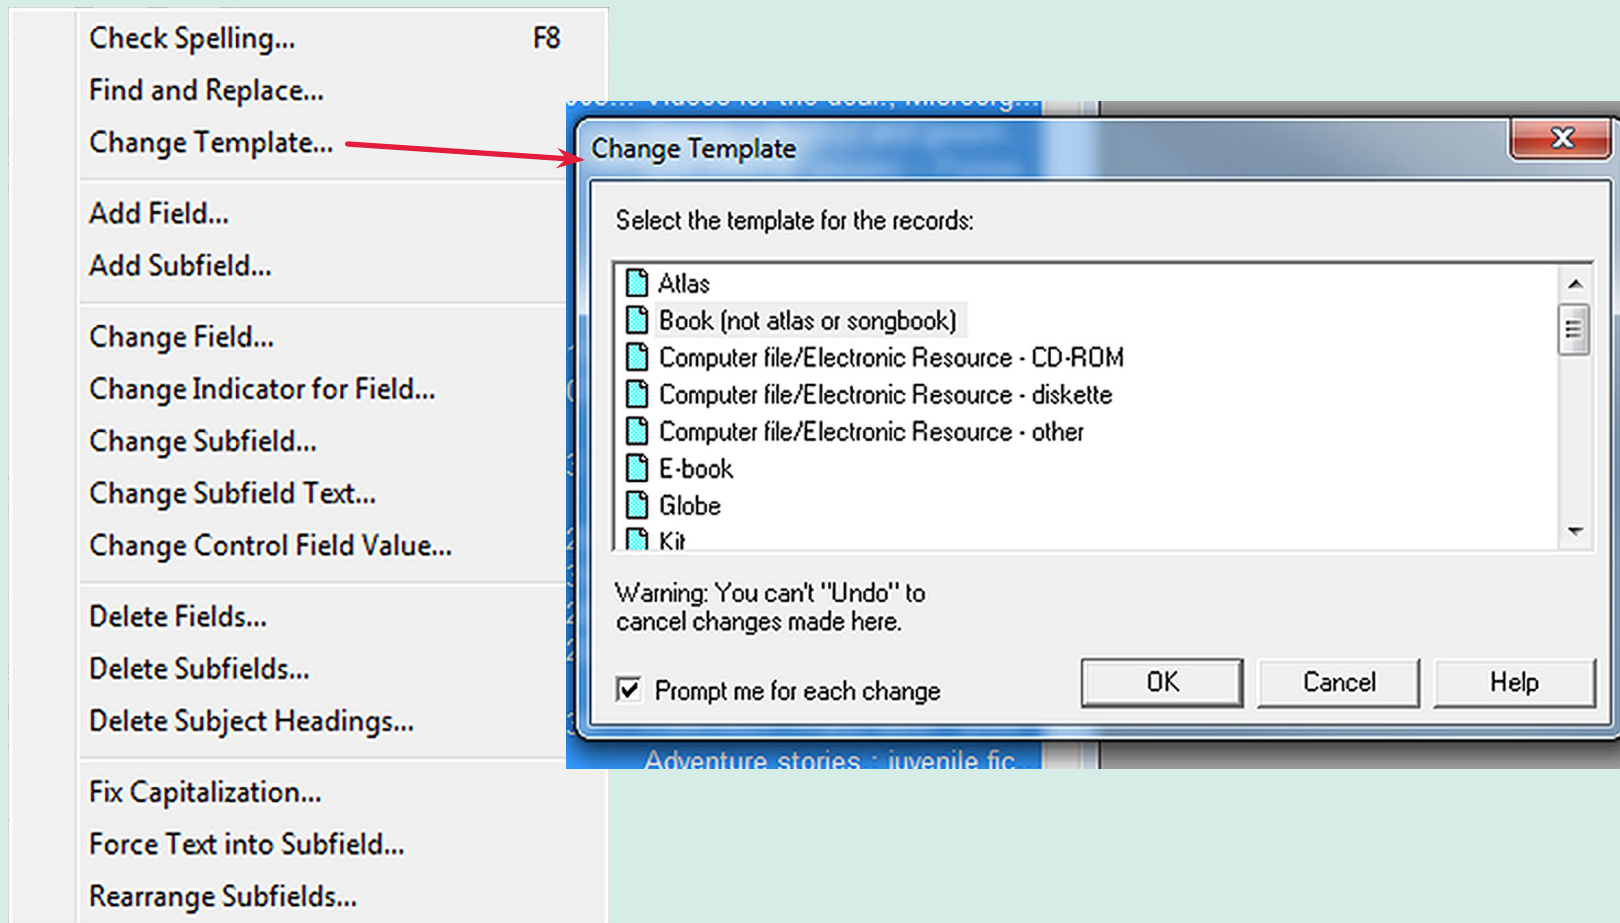 Check Spelling... F8
Find and Replace...
Change Template...
Add Field...
Add Subfield...
Change Field...
Change Indicator for Field...
Change Subfield...
Change Subfield Text...
Change Control Field Value...
Delete Fields...
Delete Subfields...
Delete Subject Headings...
Fix Capitalization...
Force Text into Subfield...
Rearrange Subfields...
Videos for the deaf., Microorg...
Change Template
Select the template for the records:
Atlas
Book (not atlas or songbook)
Computer file/Electronic Resource - CD-ROM
Computer file/Electronic Resource - diskette
Computer file/Electronic Resource - other
E-book
Globe
Kit
Warning: You can't "Undo" to
cancel changes made here.
Prompt me for each change
OK Cancel Help
Adventure stories : juvenile fic...